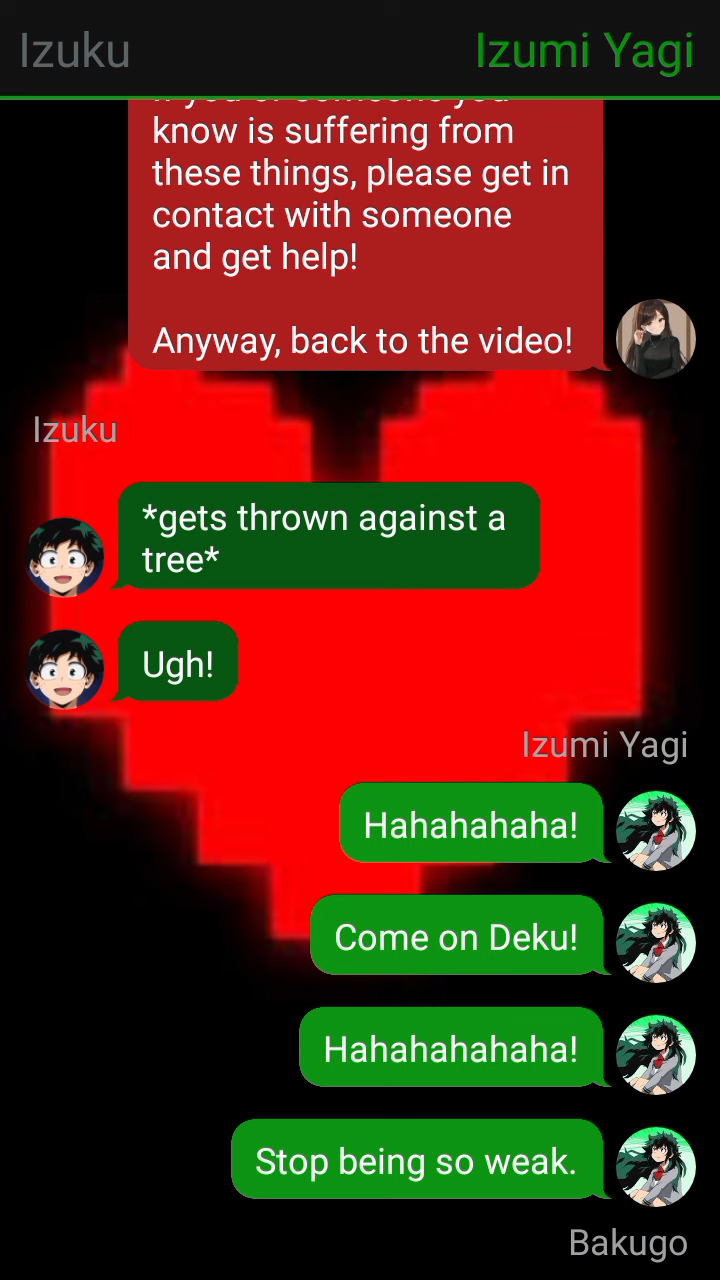 Izuku
Izumi Yagi
know is suffering from
these things, please get in
contact with someone
and get help!
Anyway, back to the video!
Izuku
*gets thrown against a
tree*
Ugh!
Izumi Yagi
Hahahahaha!
Come on Deku!
Hahahahahaha!
Stop being so weak.
Bakugo